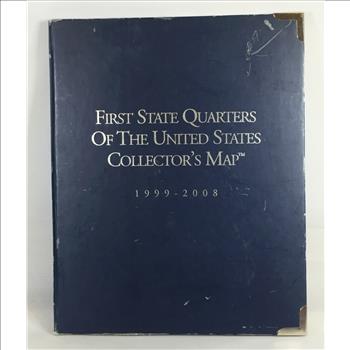 First State Quarters
Of The United States
Collector's Map™
1999-2008